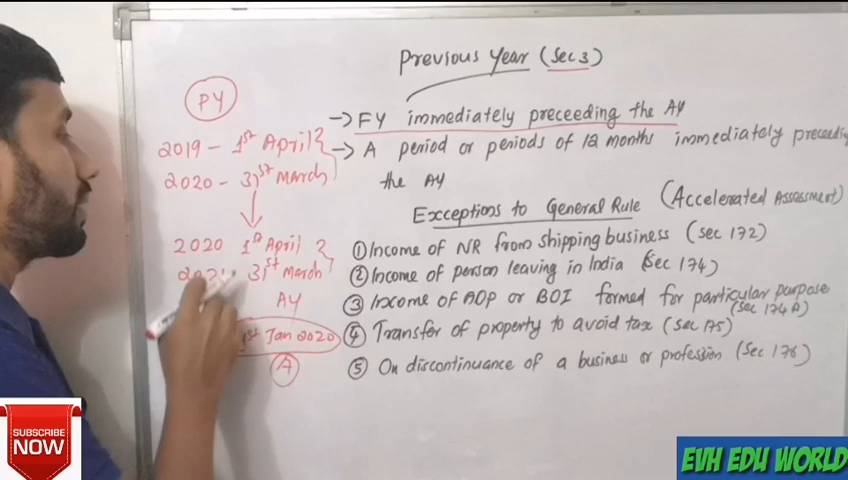 Previous Year (Sec 3)
PY
→ FY immediately preceeding the AY
2019 - 1st April
→ A period or periods of 12 months immediately preceedin
2020 - 31st March
the AY
Exceptions to General Rule (Accelerated Assessment)
2020 1st April
① Income of NR from shipping business (Sec 172)
2021 31st March
② Income of person leaving in India (Sec 174)
AY
③ Income of AOP or BOI formed for particular purpose
(Sec 174 A)
1st Jan 2020
④ Transfer of property to avoid tax (Sec 175)
A
⑤ On discontinuance of a business or profession (Sec 176)
SUBSCRIBE
NOW
EVH EDU WORLD